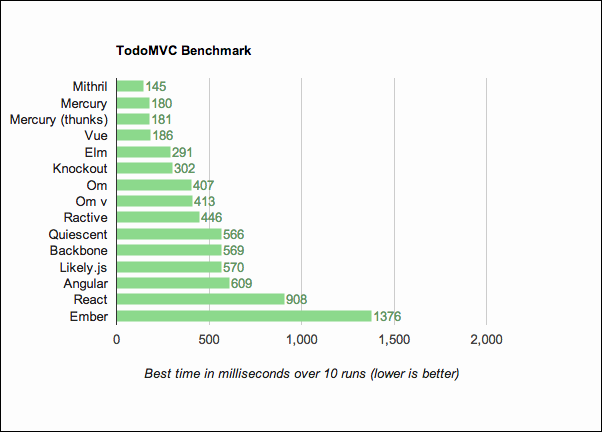 TodoMVC Benchmark
Mithril 145
Mercury 180
Mercury (thunks) 181
Vue 186
Elm 291
Knockout 302
Om 407
Om v 413
Ractive 446
Quiescent 566
Backbone 569
Likely.js 570
Angular 609
React 908
Ember 1376
0 500 1,000 1,500 2,000
Best time in milliseconds over 10 runs (lower is better)